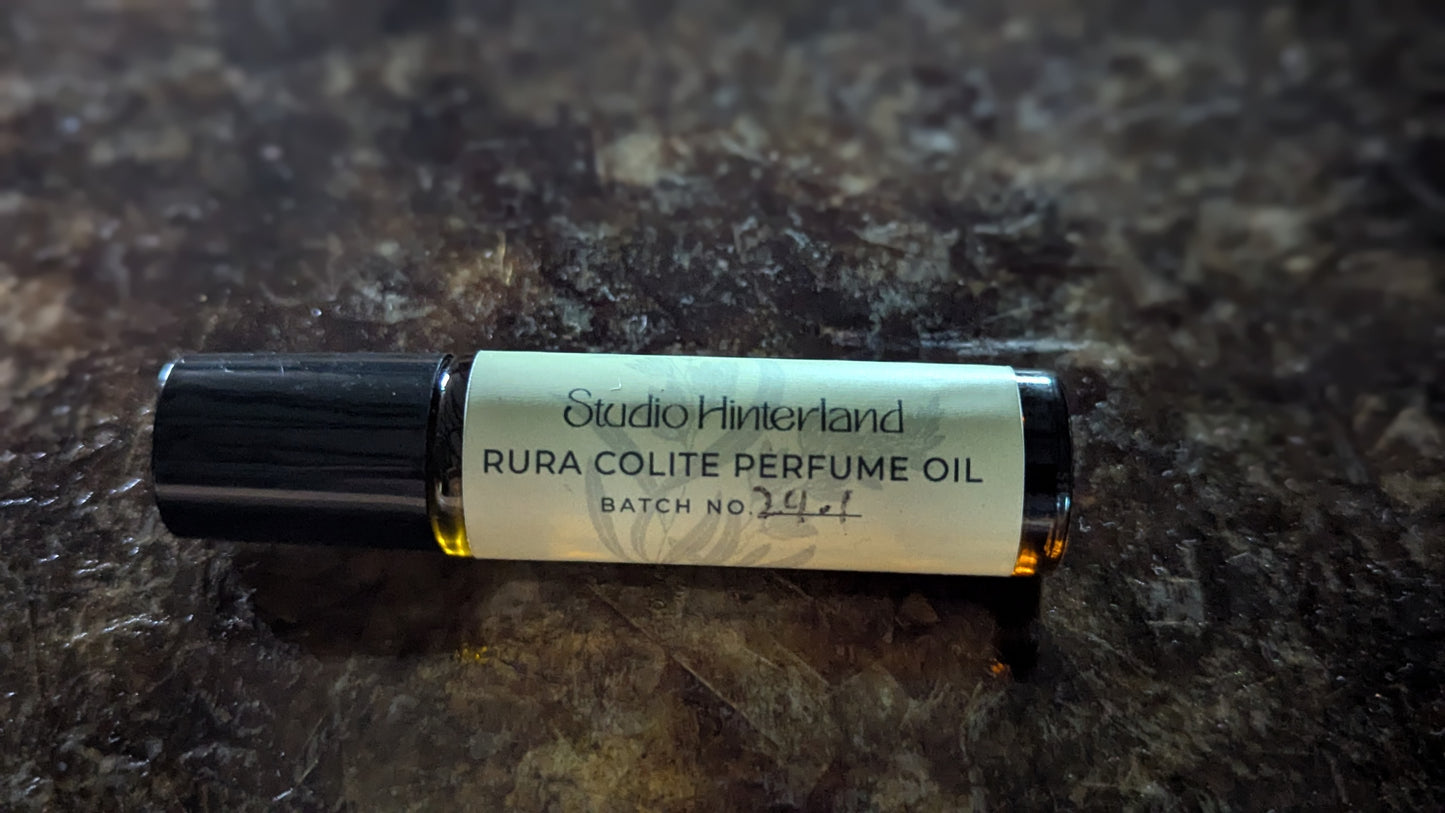 Studio Hinterland
RURA COLITE PERFUME OIL
BATCH NO. 24.1